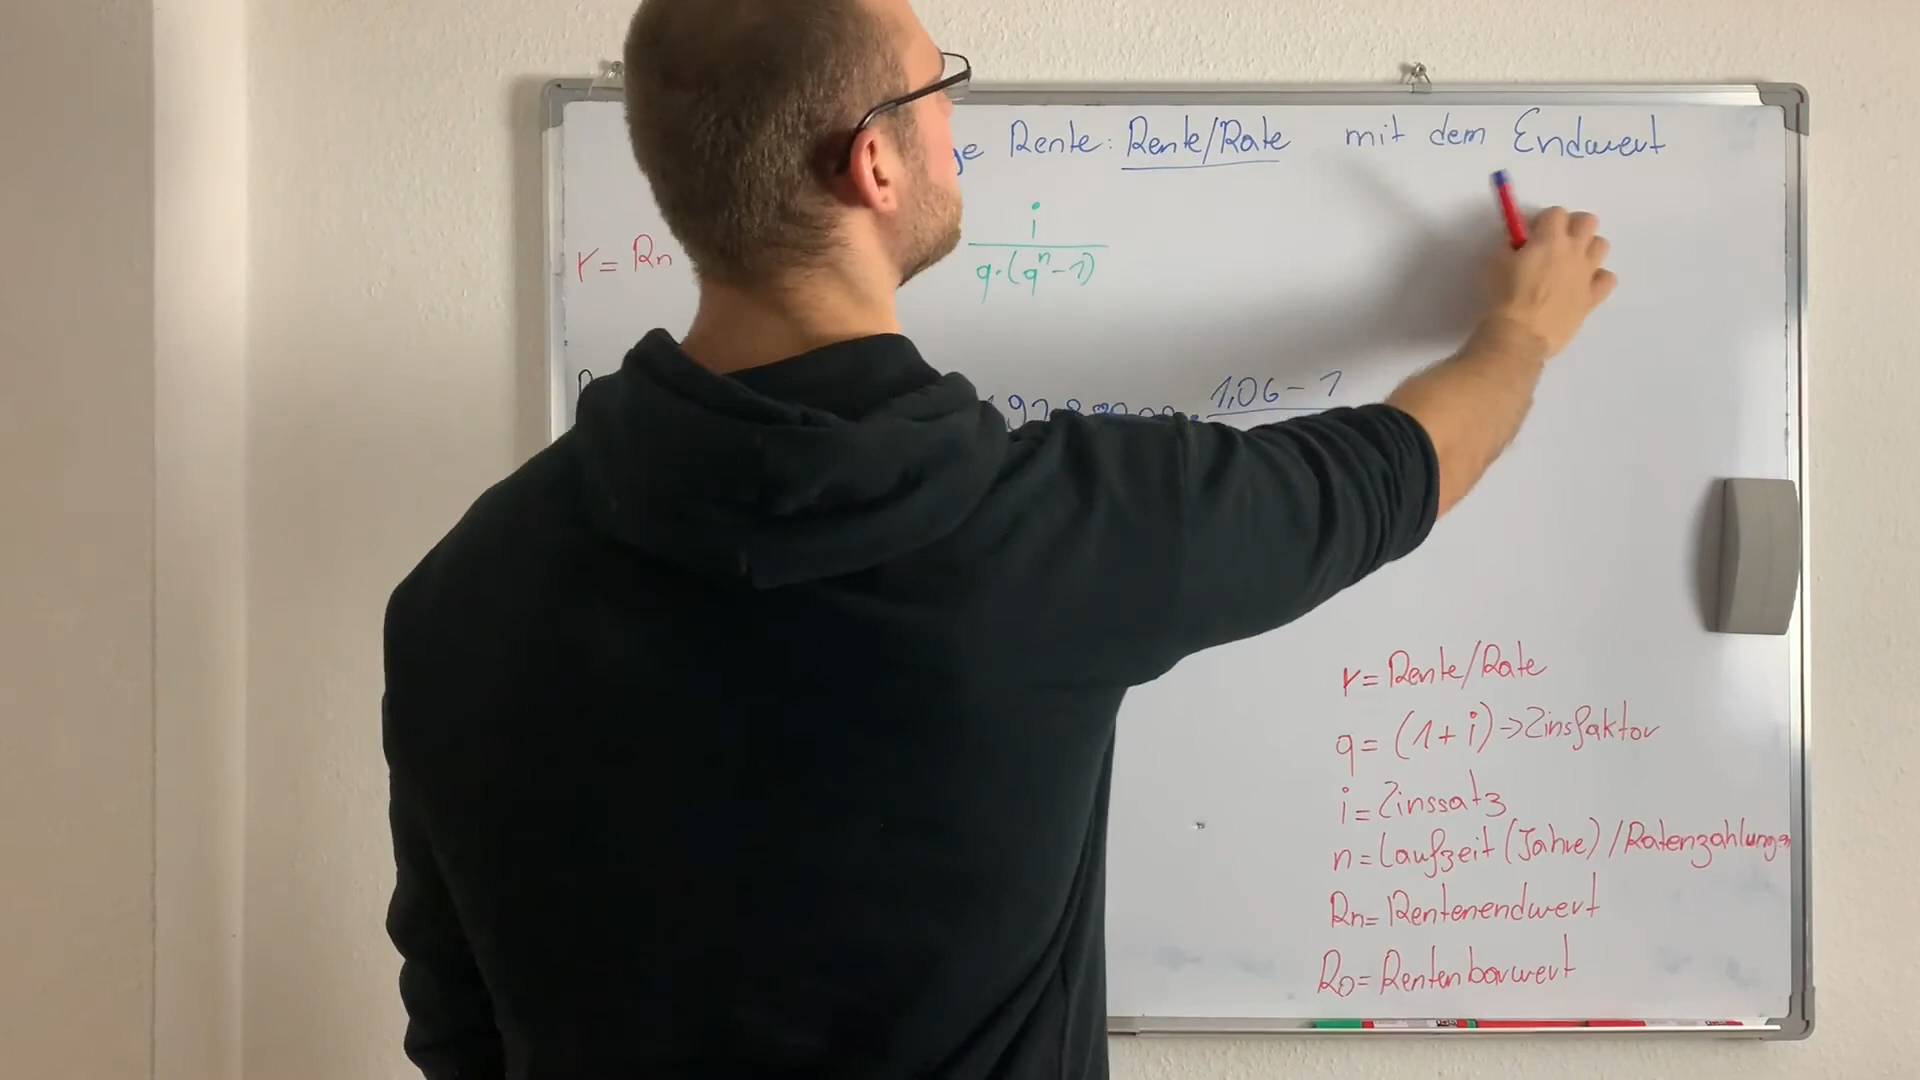 Rente: Rente/Rate mit dem Endwert
r = Rn
i
q·(qⁿ-1)
1,06 - 1
r = Rente/Rate
q = (1 + i) → Zinsfaktor
i = Zinssatz
n = Laufzeit (Jahre) / Ratenzahlungen
Rn = Rentenendwert
R0 = Rentenbarwert